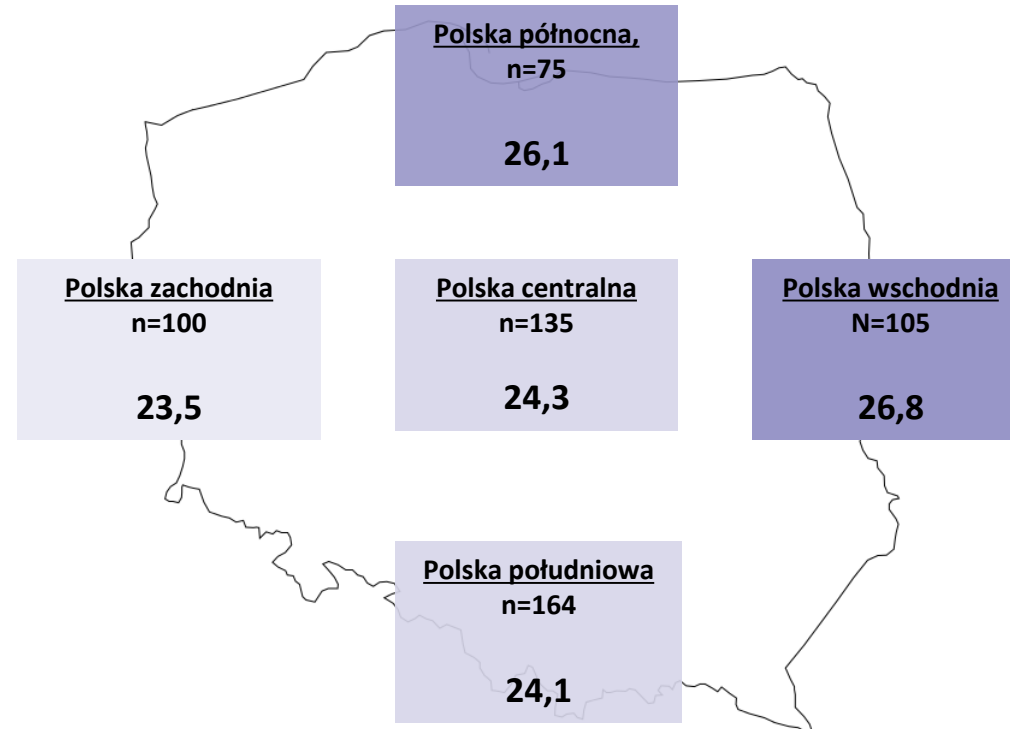 Polska północna,
n=75
26,1
Polska zachodnia
n=100
23,5
Polska centralna
n=135
24,3
Polska wschodnia
N=105
26,8
Polska południowa
n=164
24,1